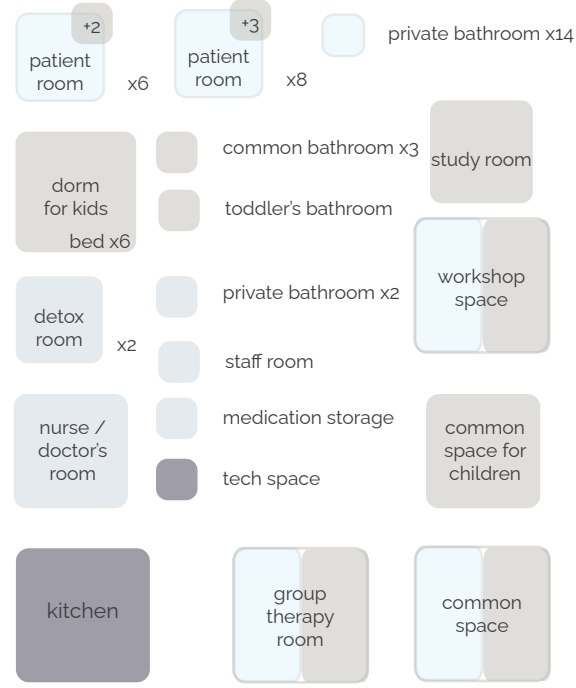 +2
patient
room
x6
+3
patient
room
x8
private bathroom x14
dorm
for kids
bed x6
common bathroom x3
toddler's bathroom
study room
workshop
space
detox
room
x2
private bathroom x2
staff room
nurse /
doctor's
room
medication storage
tech space
common
space for
children
kitchen
group
therapy
room
common
space